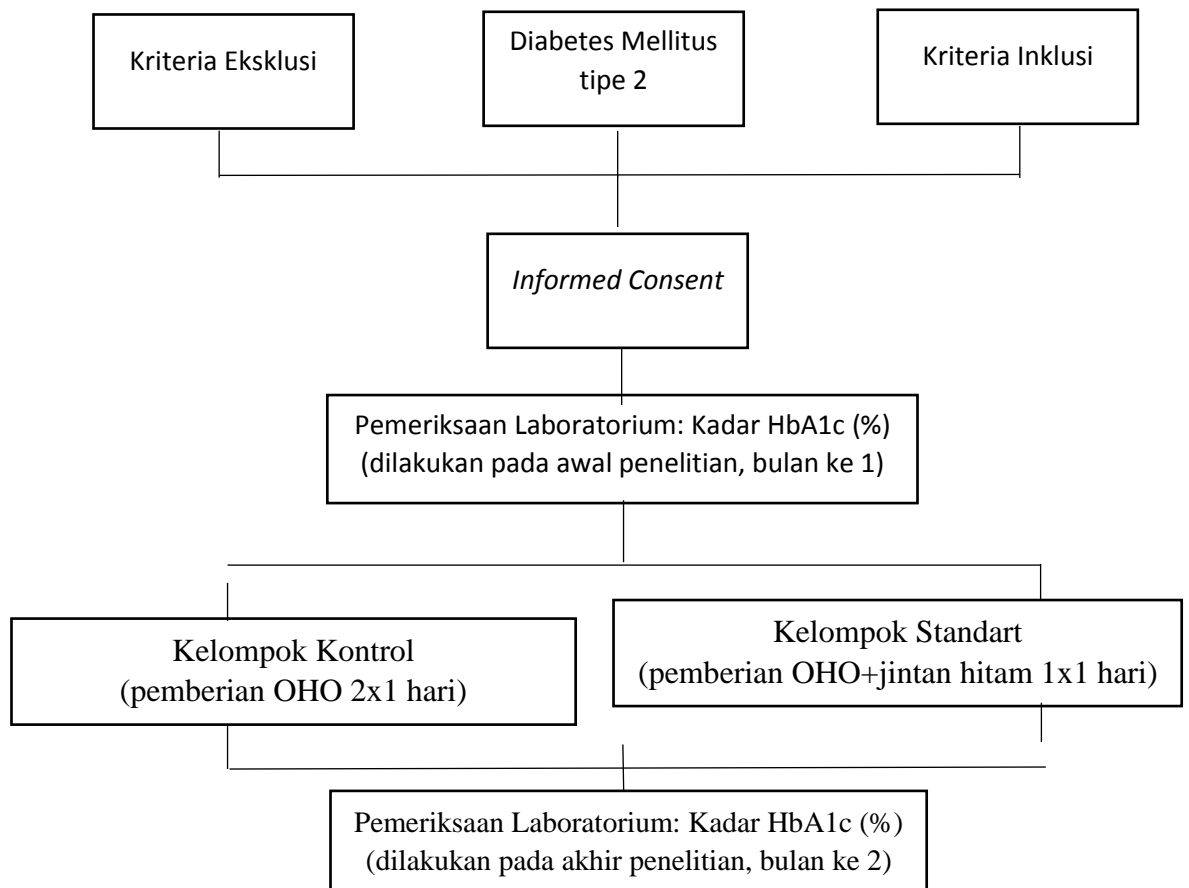 Kriteria Eksklusi
Diabetes Mellitus
tipe 2
Kriteria Inklusi
Informed Consent
Pemeriksaan Laboratorium: Kadar HbA1c (%)
(dilakukan pada awal penelitian, bulan ke 1)
Kelompok Kontrol
(pemberian OHO 2x1 hari)
Kelompok Standart
(pemberian OHO+jintan hitam 1x1 hari)
Pemeriksaan Laboratorium: Kadar HbA1c (%)
(dilakukan pada akhir penelitian, bulan ke 2)